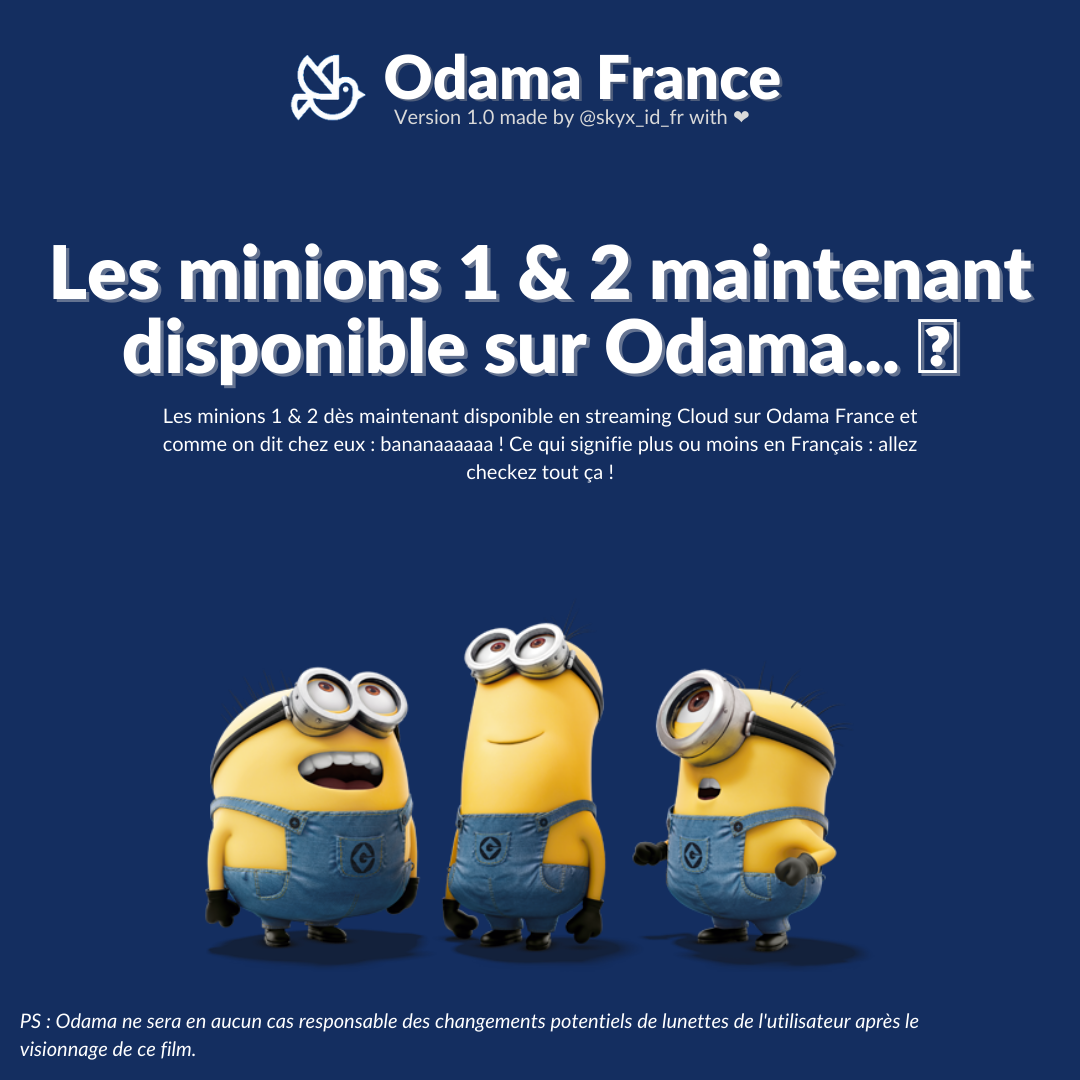 Odama France
Version 1.0 made by @skyx_id_fr with ❤
Les minions 1 & 2 maintenant
disponible sur Odama... 
Les minions 1 & 2 dès maintenant disponible en streaming Cloud sur Odama France et
comme on dit chez eux : bananaaaaaa ! Ce qui signifie plus ou moins en Français : allez
checkez tout ça !
PS : Odama ne sera en aucun cas responsable des changements potentiels de lunettes de l'utilisateur après le
visionnage de ce film.